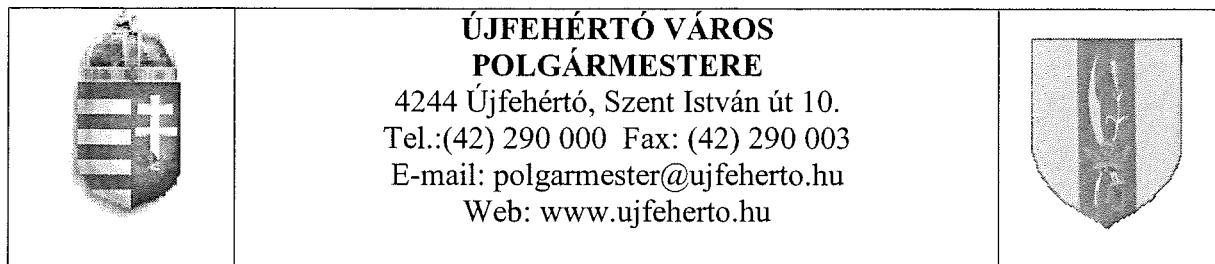 ÚJFEHÉRTÓ VÁROS
POLGÁRMESTERE
4244 Újfehértó, Szent István út 10.
Tel.:(42) 290 000 Fax: (42) 290 003
E-mail: polgarmester@ujfeherto.hu
Web: www.ujfeherto.hu